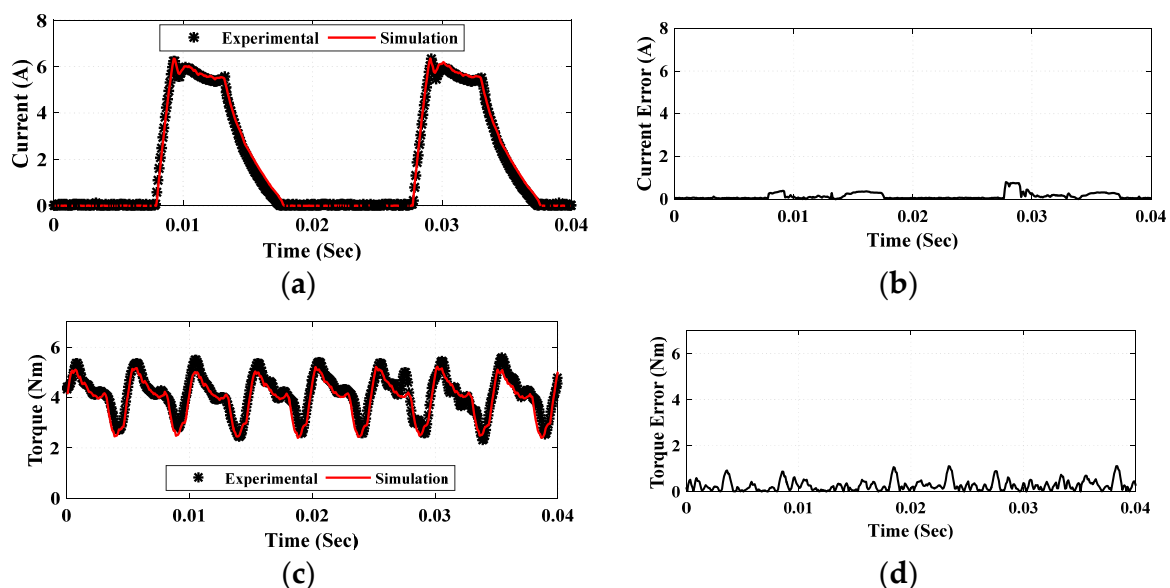 8
6
4
2
0
Current (A)
Experimental Simulation
0 0.01 0.02 0.03 0.04
Time (Sec)
(a)
8
6
4
2
0
Current Error (A)
0 0.01 0.02 0.03 0.04
Time (Sec)
(b)
6
4
2
0
Torque (Nm)
Experimental Simulation
0 0.01 0.02 0.03 0.04
Time (Sec)
(c)
6
4
2
0
Torque Error (Nm)
0 0.01 0.02 0.03 0.04
Time (Sec)
(d)